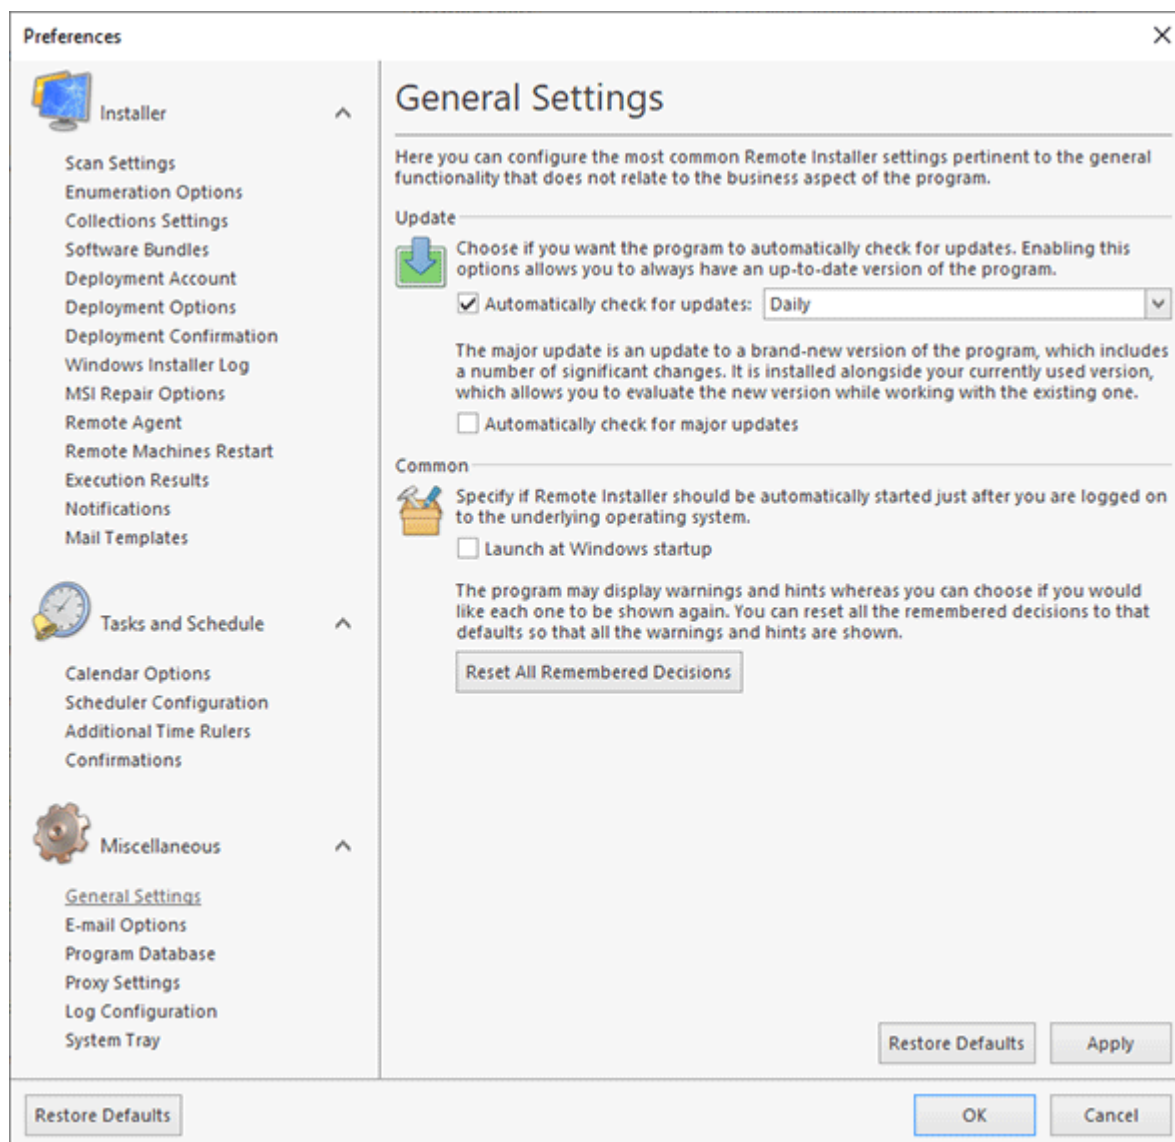 Preferences
Installer
Scan Settings
Enumeration Options
Collections Settings
Software Bundles
Deployment Account
Deployment Options
Deployment Confirmation
Windows Installer Log
MSI Repair Options
Remote Agent
Remote Machines Restart
Execution Results
Notifications
Mail Templates
Tasks and Schedule
Calendar Options
Scheduler Configuration
Additional Time Rulers
Confirmations
Miscellaneous
General Settings
E-mail Options
Program Database
Proxy Settings
Log Configuration
System Tray
General Settings
Here you can configure the most common Remote Installer settings pertinent to the general
functionality that does not relate to the business aspect of the program.
Update
Choose if you want the program to automatically check for updates. Enabling this
options allows you to always have an up-to-date version of the program.
Automatically check for updates: Daily
The major update is an update to a brand-new version of the program, which includes
a number of significant changes. It is installed alongside your currently used version,
which allows you to evaluate the new version while working with the existing one.
Automatically check for major updates
Common
Specify if Remote Installer should be automatically started just after you are logged on
to the underlying operating system.
Launch at Windows startup
The program may display warnings and hints whereas you can choose if you would
like each one to be shown again. You can reset all the remembered decisions to that
defaults so that all the warnings and hints are shown.
Reset All Remembered Decisions
Restore Defaults Apply
Restore Defaults OK Cancel